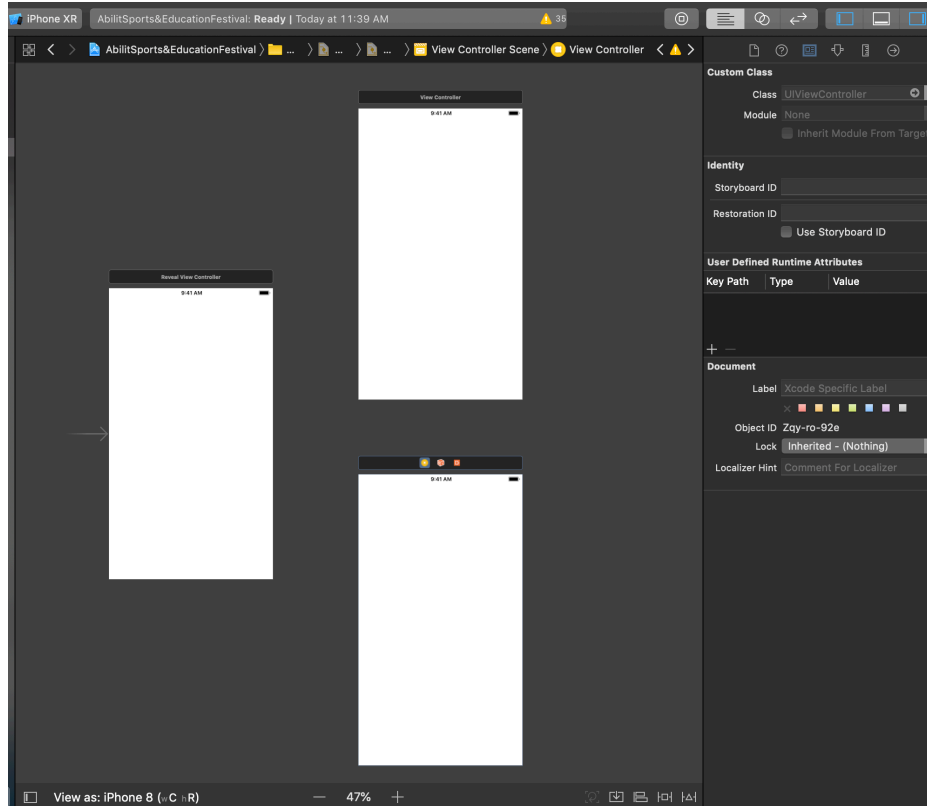 iPhone XR
AbilitSports&EducationFestival: Ready | Today at 11:39 AM
35
AbilitSports&EducationFestival
...
...
...
View Controller Scene
View Controller
View Controller
9:41 AM
Reveal View Controller
9:41 AM
9:41 AM
View as: iPhone 8 (wC hR)
47%
Custom Class
Class UIViewController
Module None
Inherit Module From Target
Identity
Storyboard ID
Restoration ID
Use Storyboard ID
User Defined Runtime Attributes
Key Path Type Value
Document
Label Xcode Specific Label
Object ID Zqy-ro-92e
Lock Inherited - (Nothing)
Localizer Hint Comment For Localizer